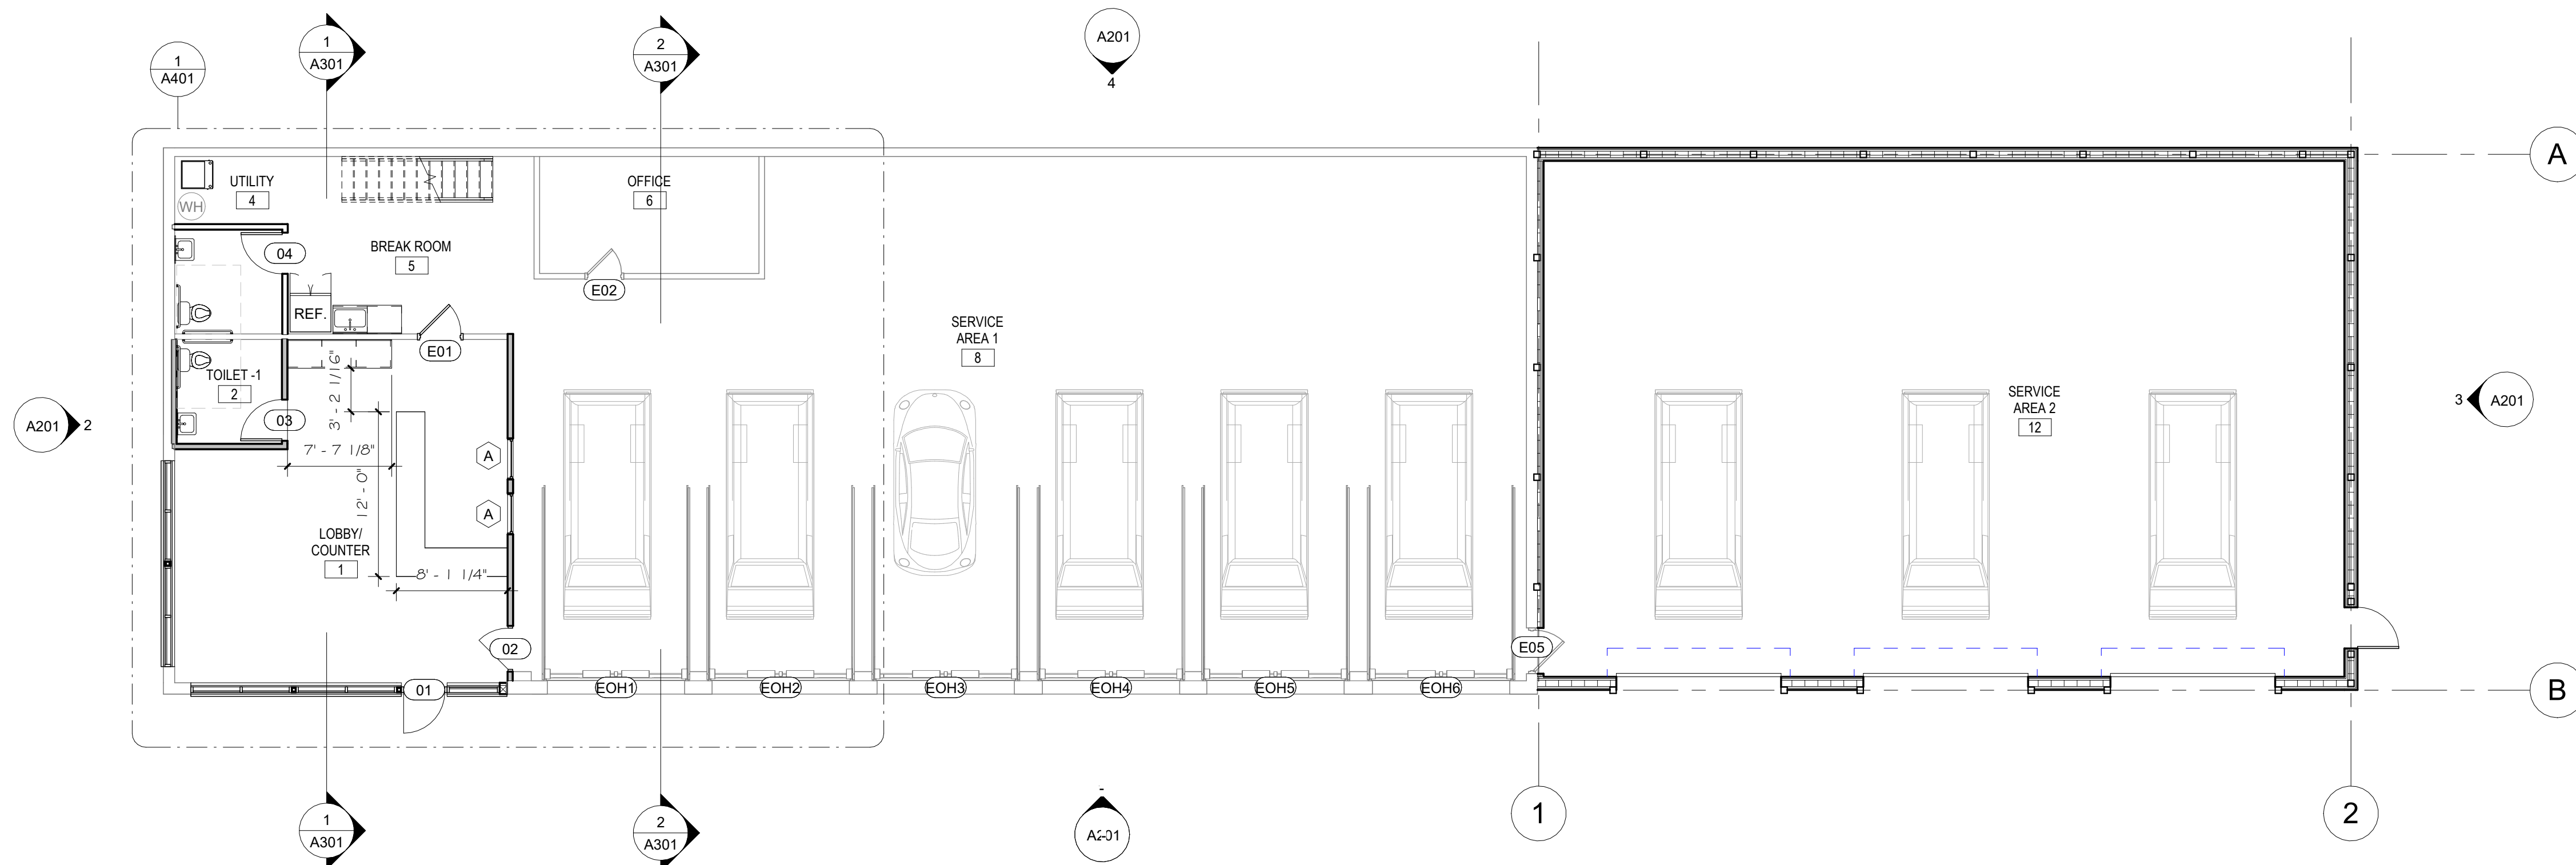 1
A401
1
A301
2
A301
A201
4
A
UTILITY
4
WH
OFFICE
6
04
BREAK ROOM
5
E02
REF.
E01
SERVICE
AREA 1
8
3' - 2 1/16"
TOILET -1
2
03
7' - 7 1/8"
A201
2
SERVICE
AREA 2
12
3
A201
A
A
12' - 0"
LOBBY/
COUNTER
1
8' - 1 1/4"
02
E05
01
EOH1
EOH2
EOH3
EOH4
EOH5
EOH6
B
1
A301
2
A301
-
A2-01
1
2